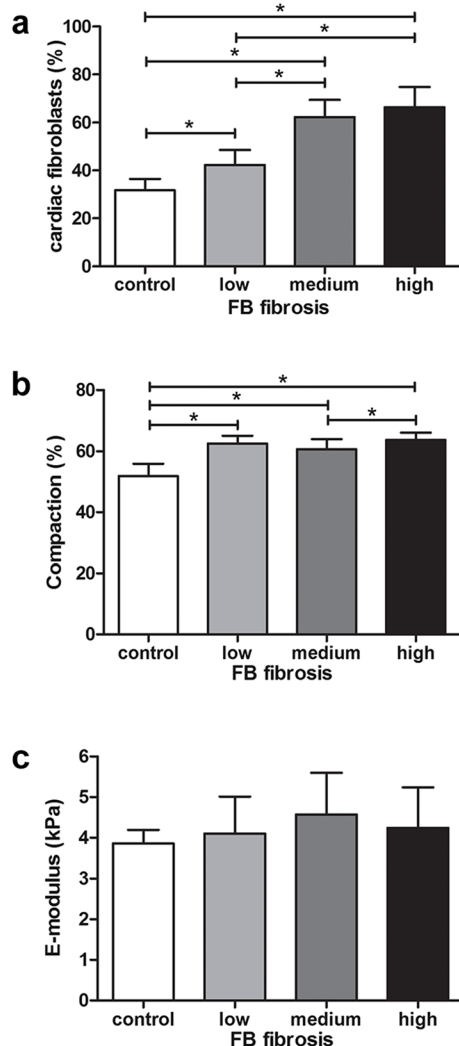 a
cardiac fibroblasts (%)
100
80
60
40
20
0
*
*
*
*
*
control low medium high
FB fibrosis
b
Compaction (%)
80
60
40
20
0
*
*
*
*
control low medium high
FB fibrosis
c
E-modulus (kPa)
6
5
4
3
2
1
0
control low medium high
FB fibrosis